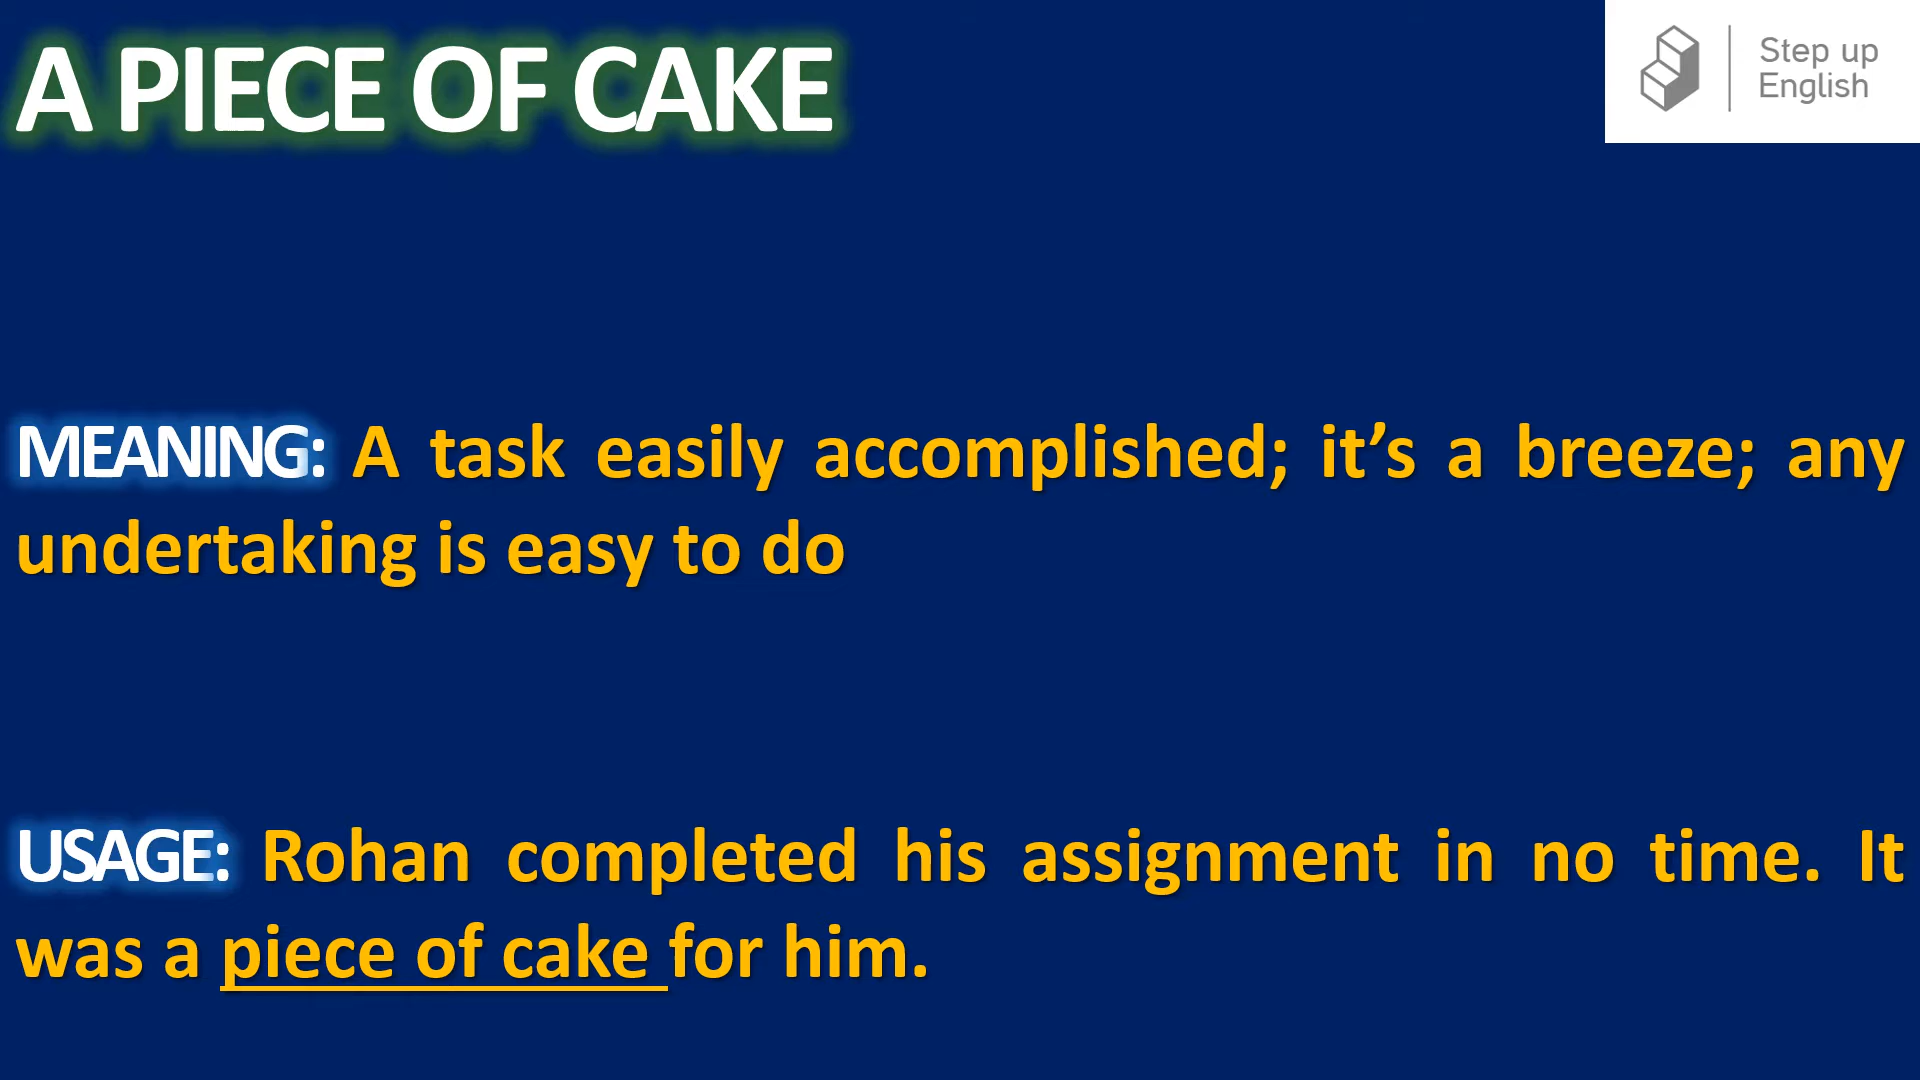 A PIECE OF CAKE
Step up
English
MEANING: A task easily accomplished; it’s a breeze; any
undertaking is easy to do
USAGE: Rohan completed his assignment in no time. It
was a piece of cake for him.